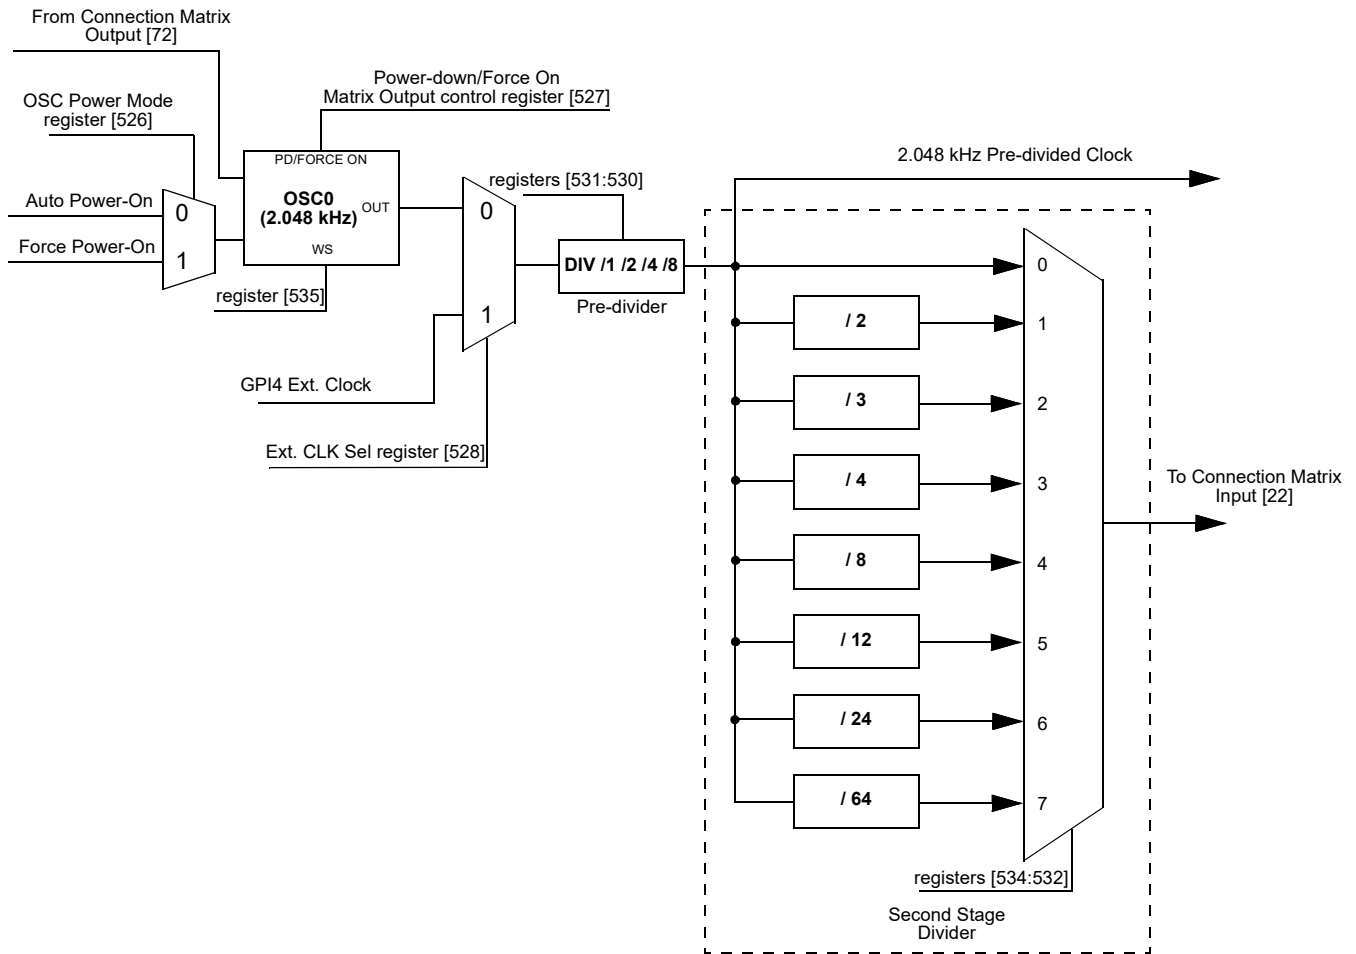 From Connection Matrix
Output [72]
Power-down/Force On
Matrix Output control register [527]
OSC Power Mode
register [526]
PD/FORCE ON
OSC0
(2.048 kHz)
OUT
WS
Auto Power-On
0
Force Power-On
1
register [535]
0
1
GPI4 Ext. Clock
Ext. CLK Sel register [528]
registers [531:530]
DIV /1 /2 /4 /8
Pre-divider
2.048 kHz Pre-divided Clock
0
/ 2
1
/ 3
2
/ 4
3
/ 8
4
/ 12
5
/ 24
6
/ 64
7
To Connection Matrix
Input [22]
registers [534:532]
Second Stage
Divider